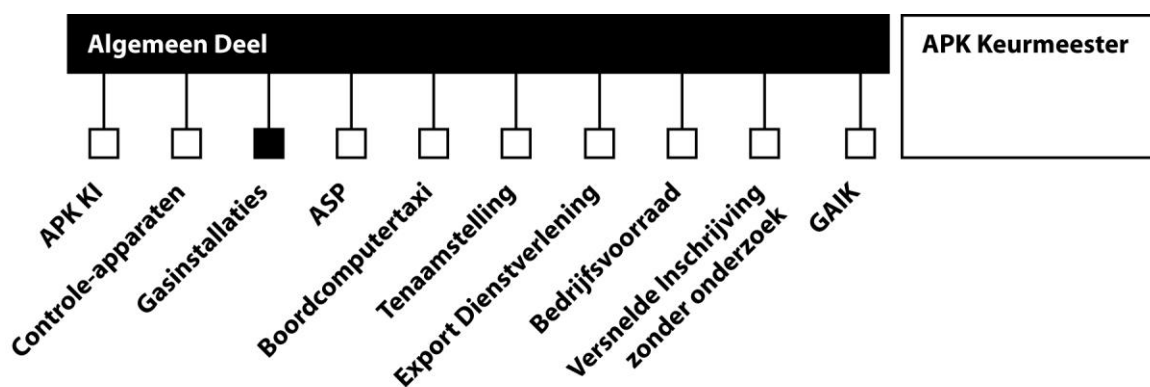 Algemeen Deel
APK Keurmeester
APK KI
Controle-apparaten
Gasinstallaties
ASP
Boordcomputertaxi
Tenaamstelling
Export Dienstverlening
Bedrijfsvoorraad
Versnelde Inschrijving
zonder onderzoek
GAIK